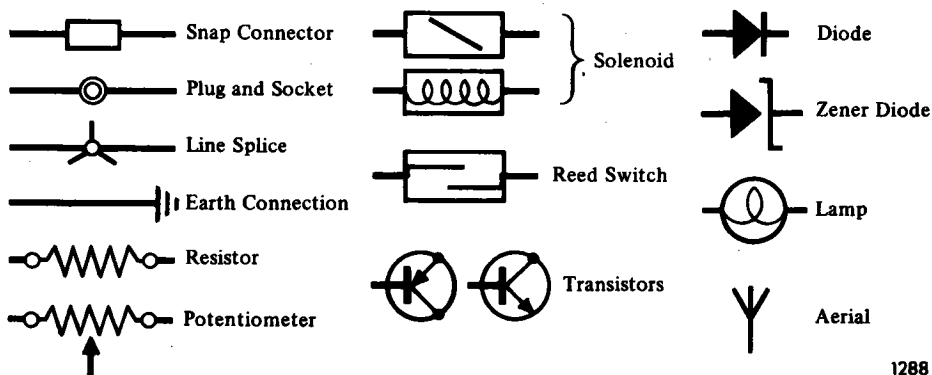 Snap Connector
Plug and Socket
Line Splice
Earth Connection
Resistor
Potentiometer
Solenoid
Reed Switch
Transistors
Diode
Zener Diode
Lamp
Aerial
1288